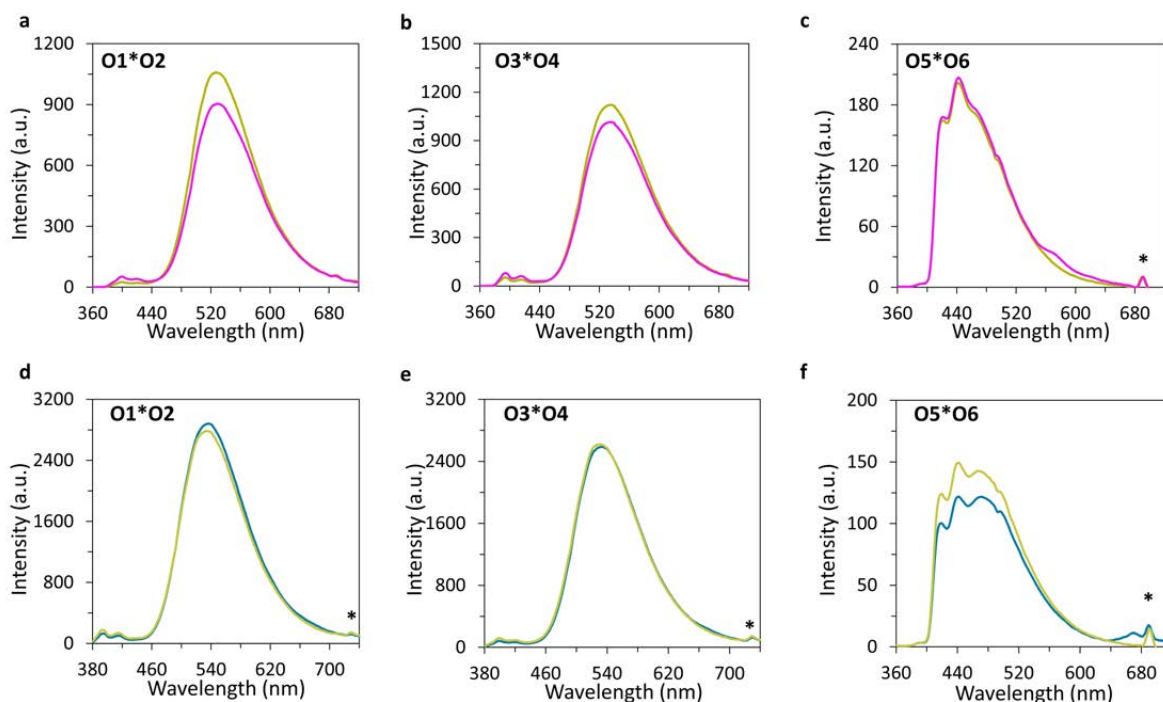 a
O1*O2
Intensity (a.u.)
1200
900
600
300
0
360 440 520 600 680
Wavelength (nm)
b
O3*O4
Intensity (a.u.)
1500
1200
900
600
300
0
360 440 520 600 680
Wavelength (nm)
c
O5*O6
Intensity (a.u.)
240
180
120
60
0
*
360 440 520 600 680
Wavelength (nm)
d
O1*O2
Intensity (a.u.)
3200
2400
1600
800
0
*
380 460 540 620 700
Wavelength (nm)
e
O3*O4
Intensity (a.u.)
3200
2400
1600
800
0
*
380 460 540 620 700
Wavelength (nm)
f
O5*O6
Intensity (a.u.)
200
150
100
50
0
*
360 440 520 600 680
Wavelength (nm)